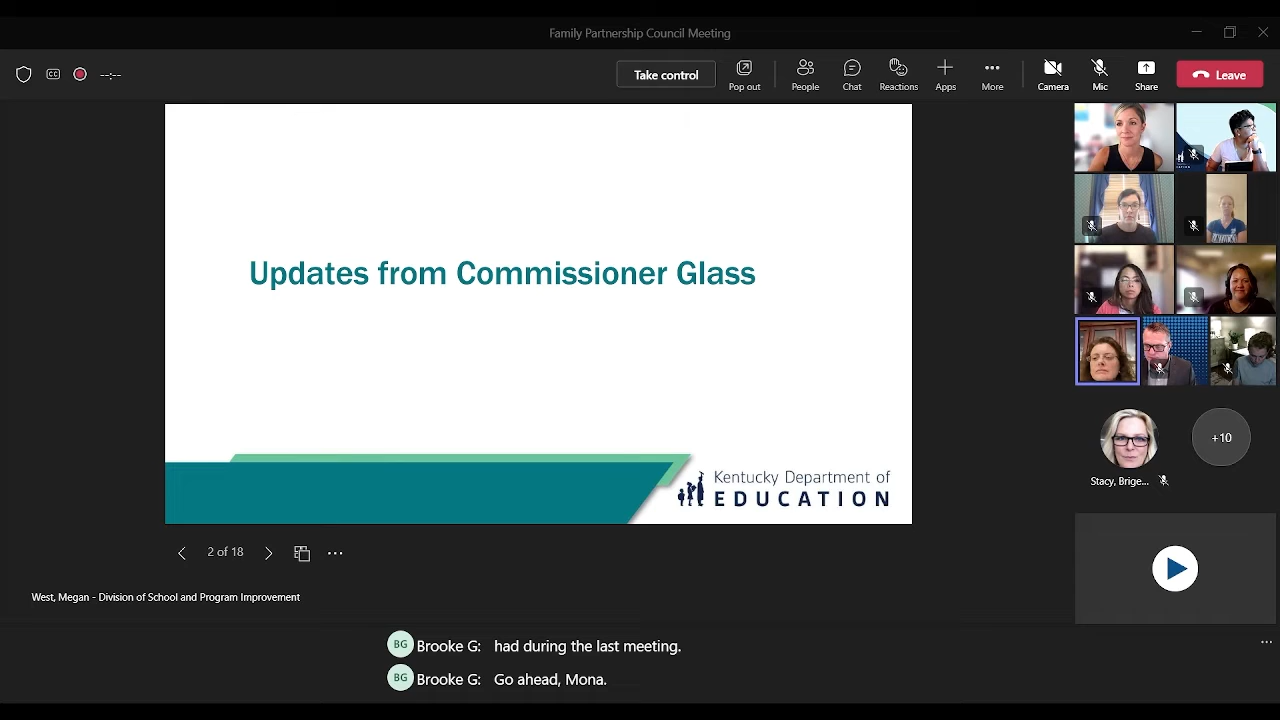 Family Partnership Council Meeting
CC
--:--
Take control
Pop out
People
Chat
Reactions
Apps
More
Camera
Mic
Share
Leave
Updates from Commissioner Glass
Kentucky Department of
EDUCATION
+10
Stacy, Brige...
2 of 18
West, Megan - Division of School and Program Improvement
BG Brooke G: had during the last meeting.
BG Brooke G: Go ahead, Mona.